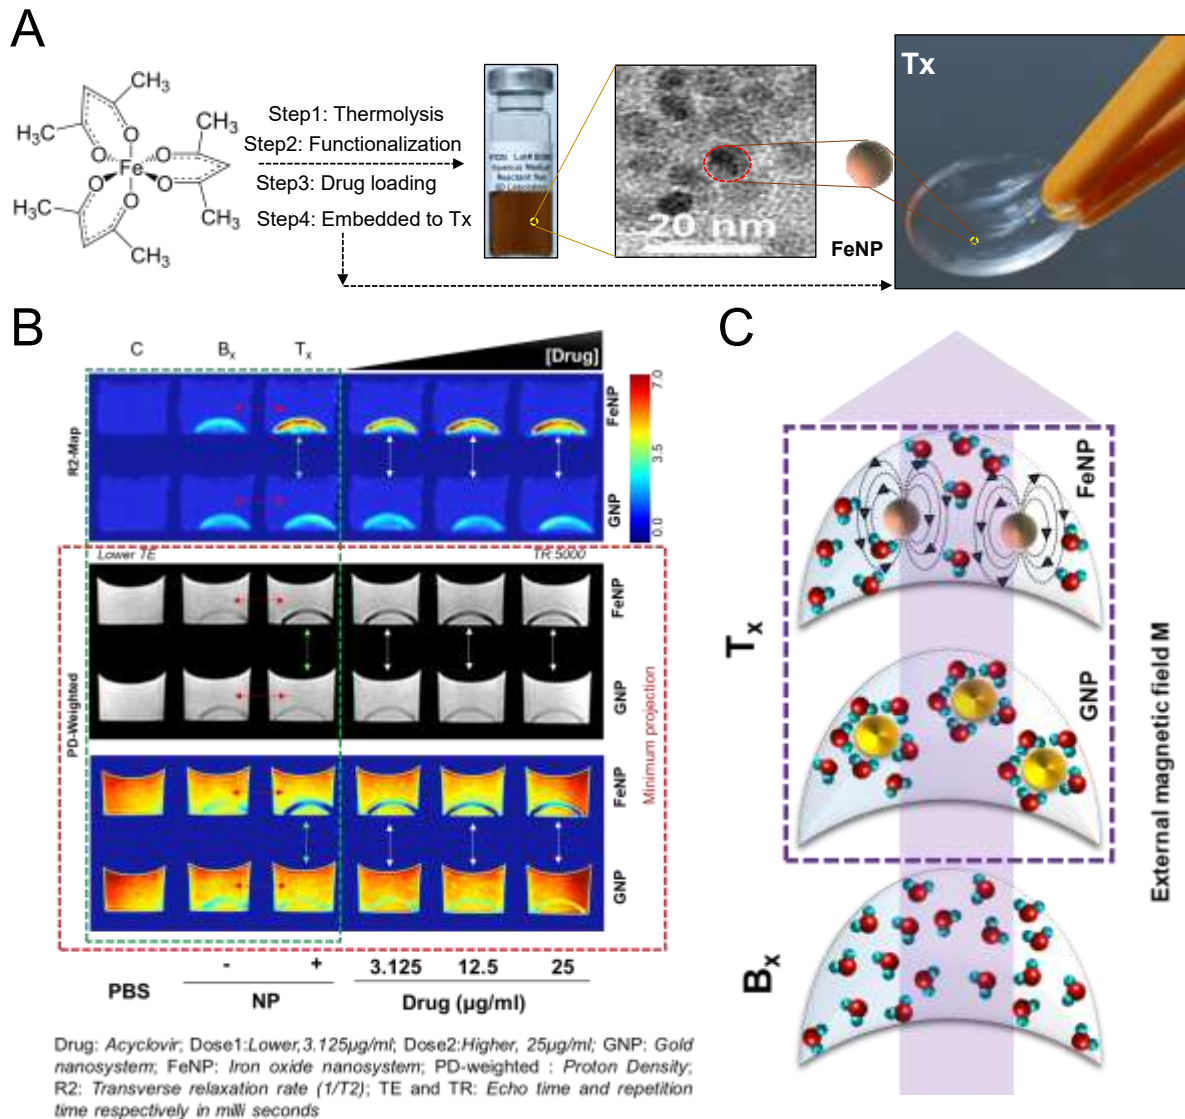 A
CH₃
H₃C
O
O
CH₃
O
Fe
O
H₃C
O
O
CH₃
H₃C
CH₃
Step1: Thermolysis
Step2: Functionalization
Step3: Drug loading
Step4: Embedded to Tx
20 nm
FeNP
Tx
B
C
Bₓ
Tₓ
[Drug]
R2-Map
FeNP
GNP
7.0
3.5
0.0
Lower TE
TR:5000
PD-Weighted
FeNP
GNP
FeNP
GNP
Minimum projection
PBS
-
+
NP
3.125
12.5
25
Drug (µg/ml)
Drug: Acyclovir; Dose1:Lower,3.125µg/ml; Dose2:Higher, 25µg/ml; GNP: Gold
nanosystem; FeNP: Iron oxide nanosystem; PD-weighted : Proton Density;
R2: Transverse relaxation rate (1/T2); TE and TR: Echo time and repetition
time respectively in milli seconds
C
FeNP
Tₓ
GNP
Bₓ
External magnetic field M